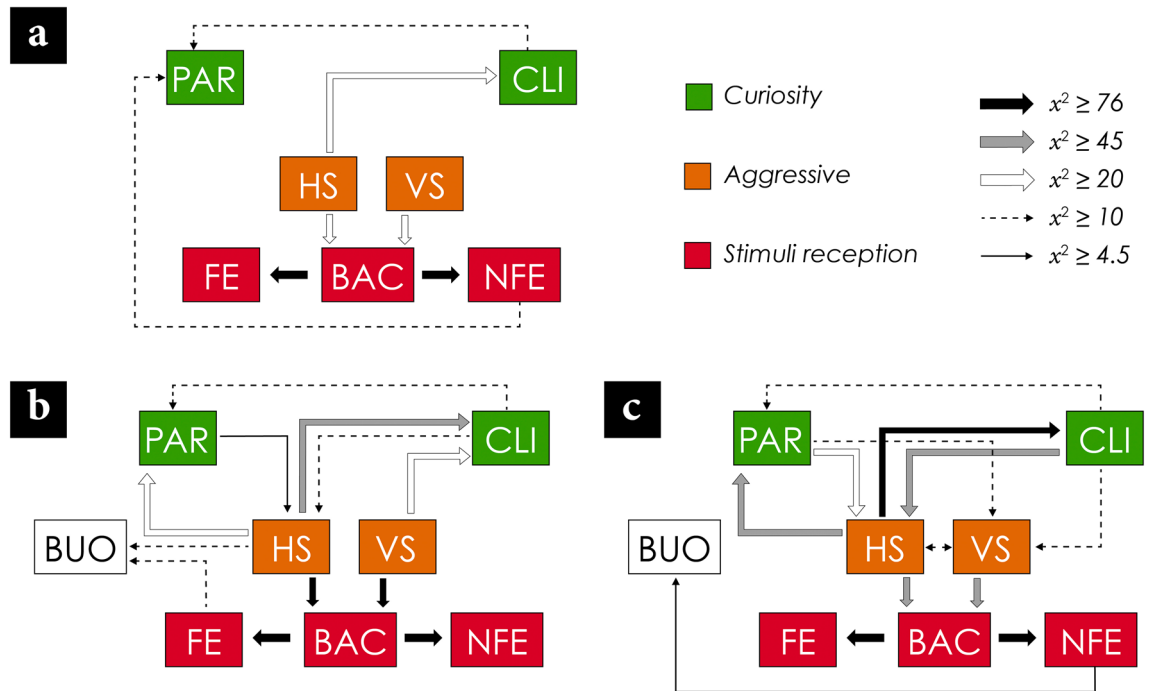 a
PAR
CLI
HS
VS
FE
BAC
NFE
Curiosity
Aggressive
Stimuli reception
x² ≥ 76
x² ≥ 45
x² ≥ 20
x² ≥ 10
x² ≥ 4.5
b
PAR
CLI
BUO
HS
VS
FE
BAC
NFE
c
PAR
CLI
BUO
HS
VS
FE
BAC
NFE